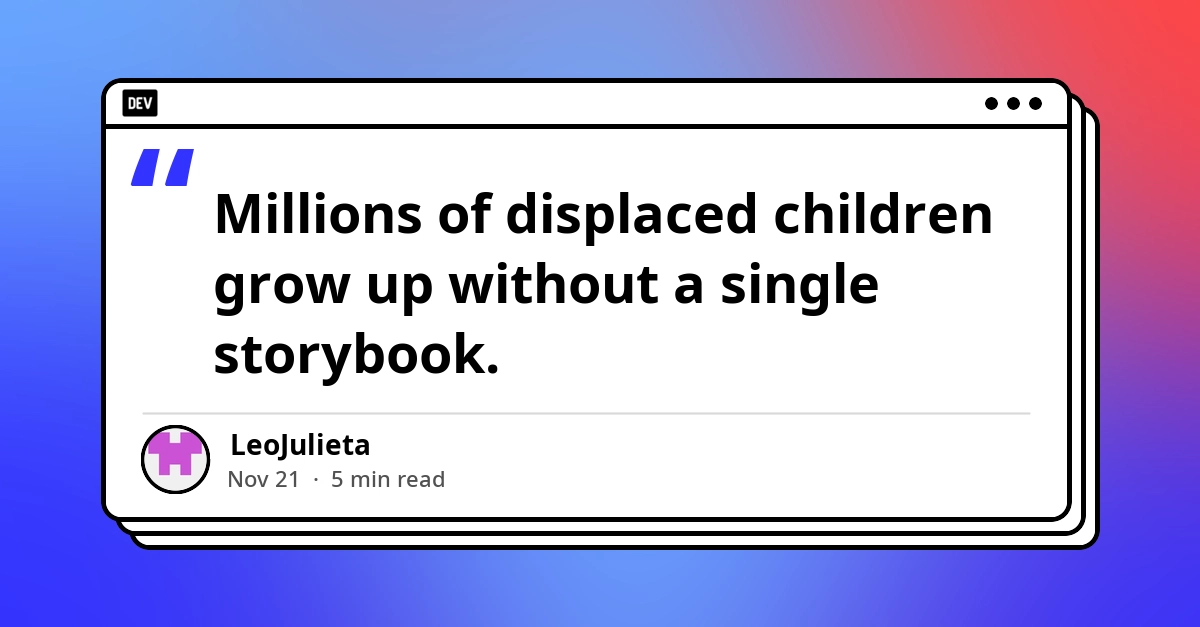 DEV
“
Millions of displaced children
grow up without a single
storybook.
LeoJulieta
Nov 21 · 5 min read